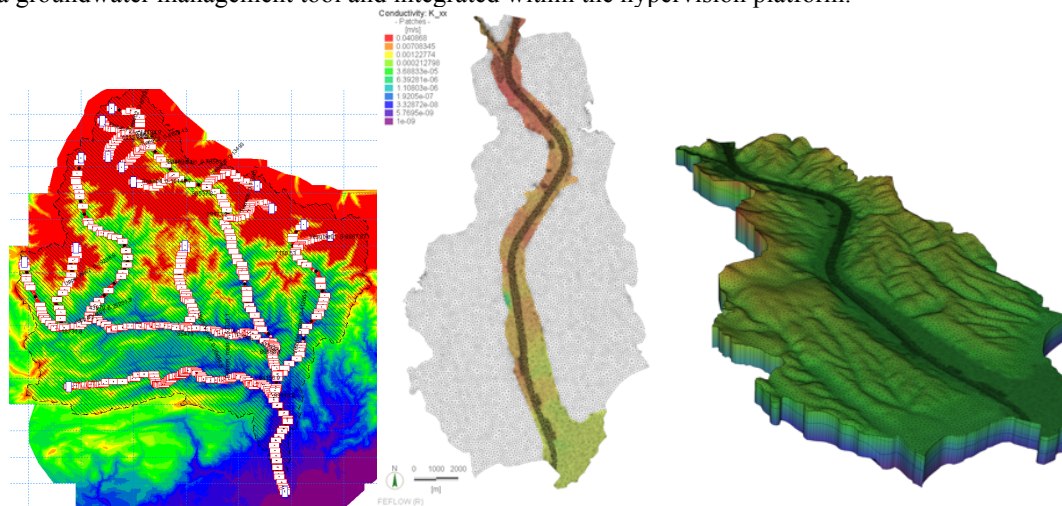 a groundwater management tool and integrated within the hypervision platform.
Conductivity: K_xx
- Patches -
[m/s]
0.040868
0.00708345
0.00122774
0.000212798
3.68833e-05
6.39281e-06
1.10803e-06
1.9205e-07
3.32872e-08
5.7695e-09
1e-09
N
0 1000 2000
[m]
FEFLOW (R)